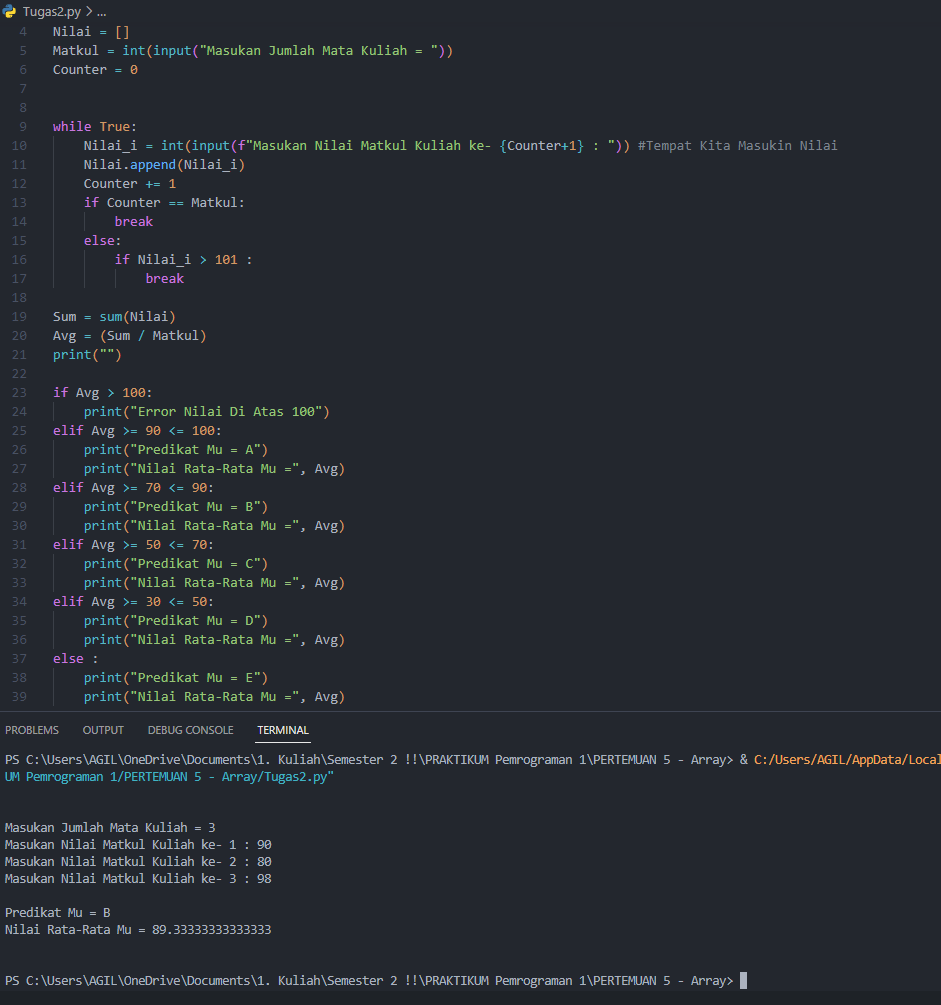 Tugas2.py > ...
4 Nilai = []
5 Matkul = int(input("Masukan Jumlah Mata Kuliah = "))
6 Counter = 0
7
8
9 while True:
10     Nilai_i = int(input(f"Masukan Nilai Matkul Kuliah ke- {Counter+1} : ")) #Tempat Kita Masukin Nilai
11     Nilai.append(Nilai_i)
12     Counter += 1
13     if Counter == Matkul:
14         break
15     else:
16         if Nilai_i > 101 :
17             break
18
19 Sum = sum(Nilai)
20 Avg = (Sum / Matkul)
21 print("")
22
23 if Avg > 100:
24     print("Error Nilai Di Atas 100")
25 elif Avg >= 90 <= 100:
26     print("Predikat Mu = A")
27     print("Nilai Rata-Rata Mu =", Avg)
28 elif Avg >= 70 <= 90:
29     print("Predikat Mu = B")
30     print("Nilai Rata-Rata Mu =", Avg)
31 elif Avg >= 50 <= 70:
32     print("Predikat Mu = C")
33     print("Nilai Rata-Rata Mu =", Avg)
34 elif Avg >= 30 <= 50:
35     print("Predikat Mu = D")
36     print("Nilai Rata-Rata Mu =", Avg)
37 else :
38     print("Predikat Mu = E")
39     print("Nilai Rata-Rata Mu =", Avg)
PROBLEMS OUTPUT DEBUG CONSOLE TERMINAL
PS C:\Users\AGIL\OneDrive\Documents\1. Kuliah\Semester 2 !!\PRAKTIKUM Pemrograman 1\PERTEMUAN 5 - Array> & C:/Users/AGIL/AppData/Local
UM Pemrograman 1/PERTEMUAN 5 - Array/Tugas2.py"
Masukan Jumlah Mata Kuliah = 3
Masukan Nilai Matkul Kuliah ke- 1 : 90
Masukan Nilai Matkul Kuliah ke- 2 : 80
Masukan Nilai Matkul Kuliah ke- 3 : 98
Predikat Mu = B
Nilai Rata-Rata Mu = 89.33333333333333
PS C:\Users\AGIL\OneDrive\Documents\1. Kuliah\Semester 2 !!\PRAKTIKUM Pemrograman 1\PERTEMUAN 5 - Array>